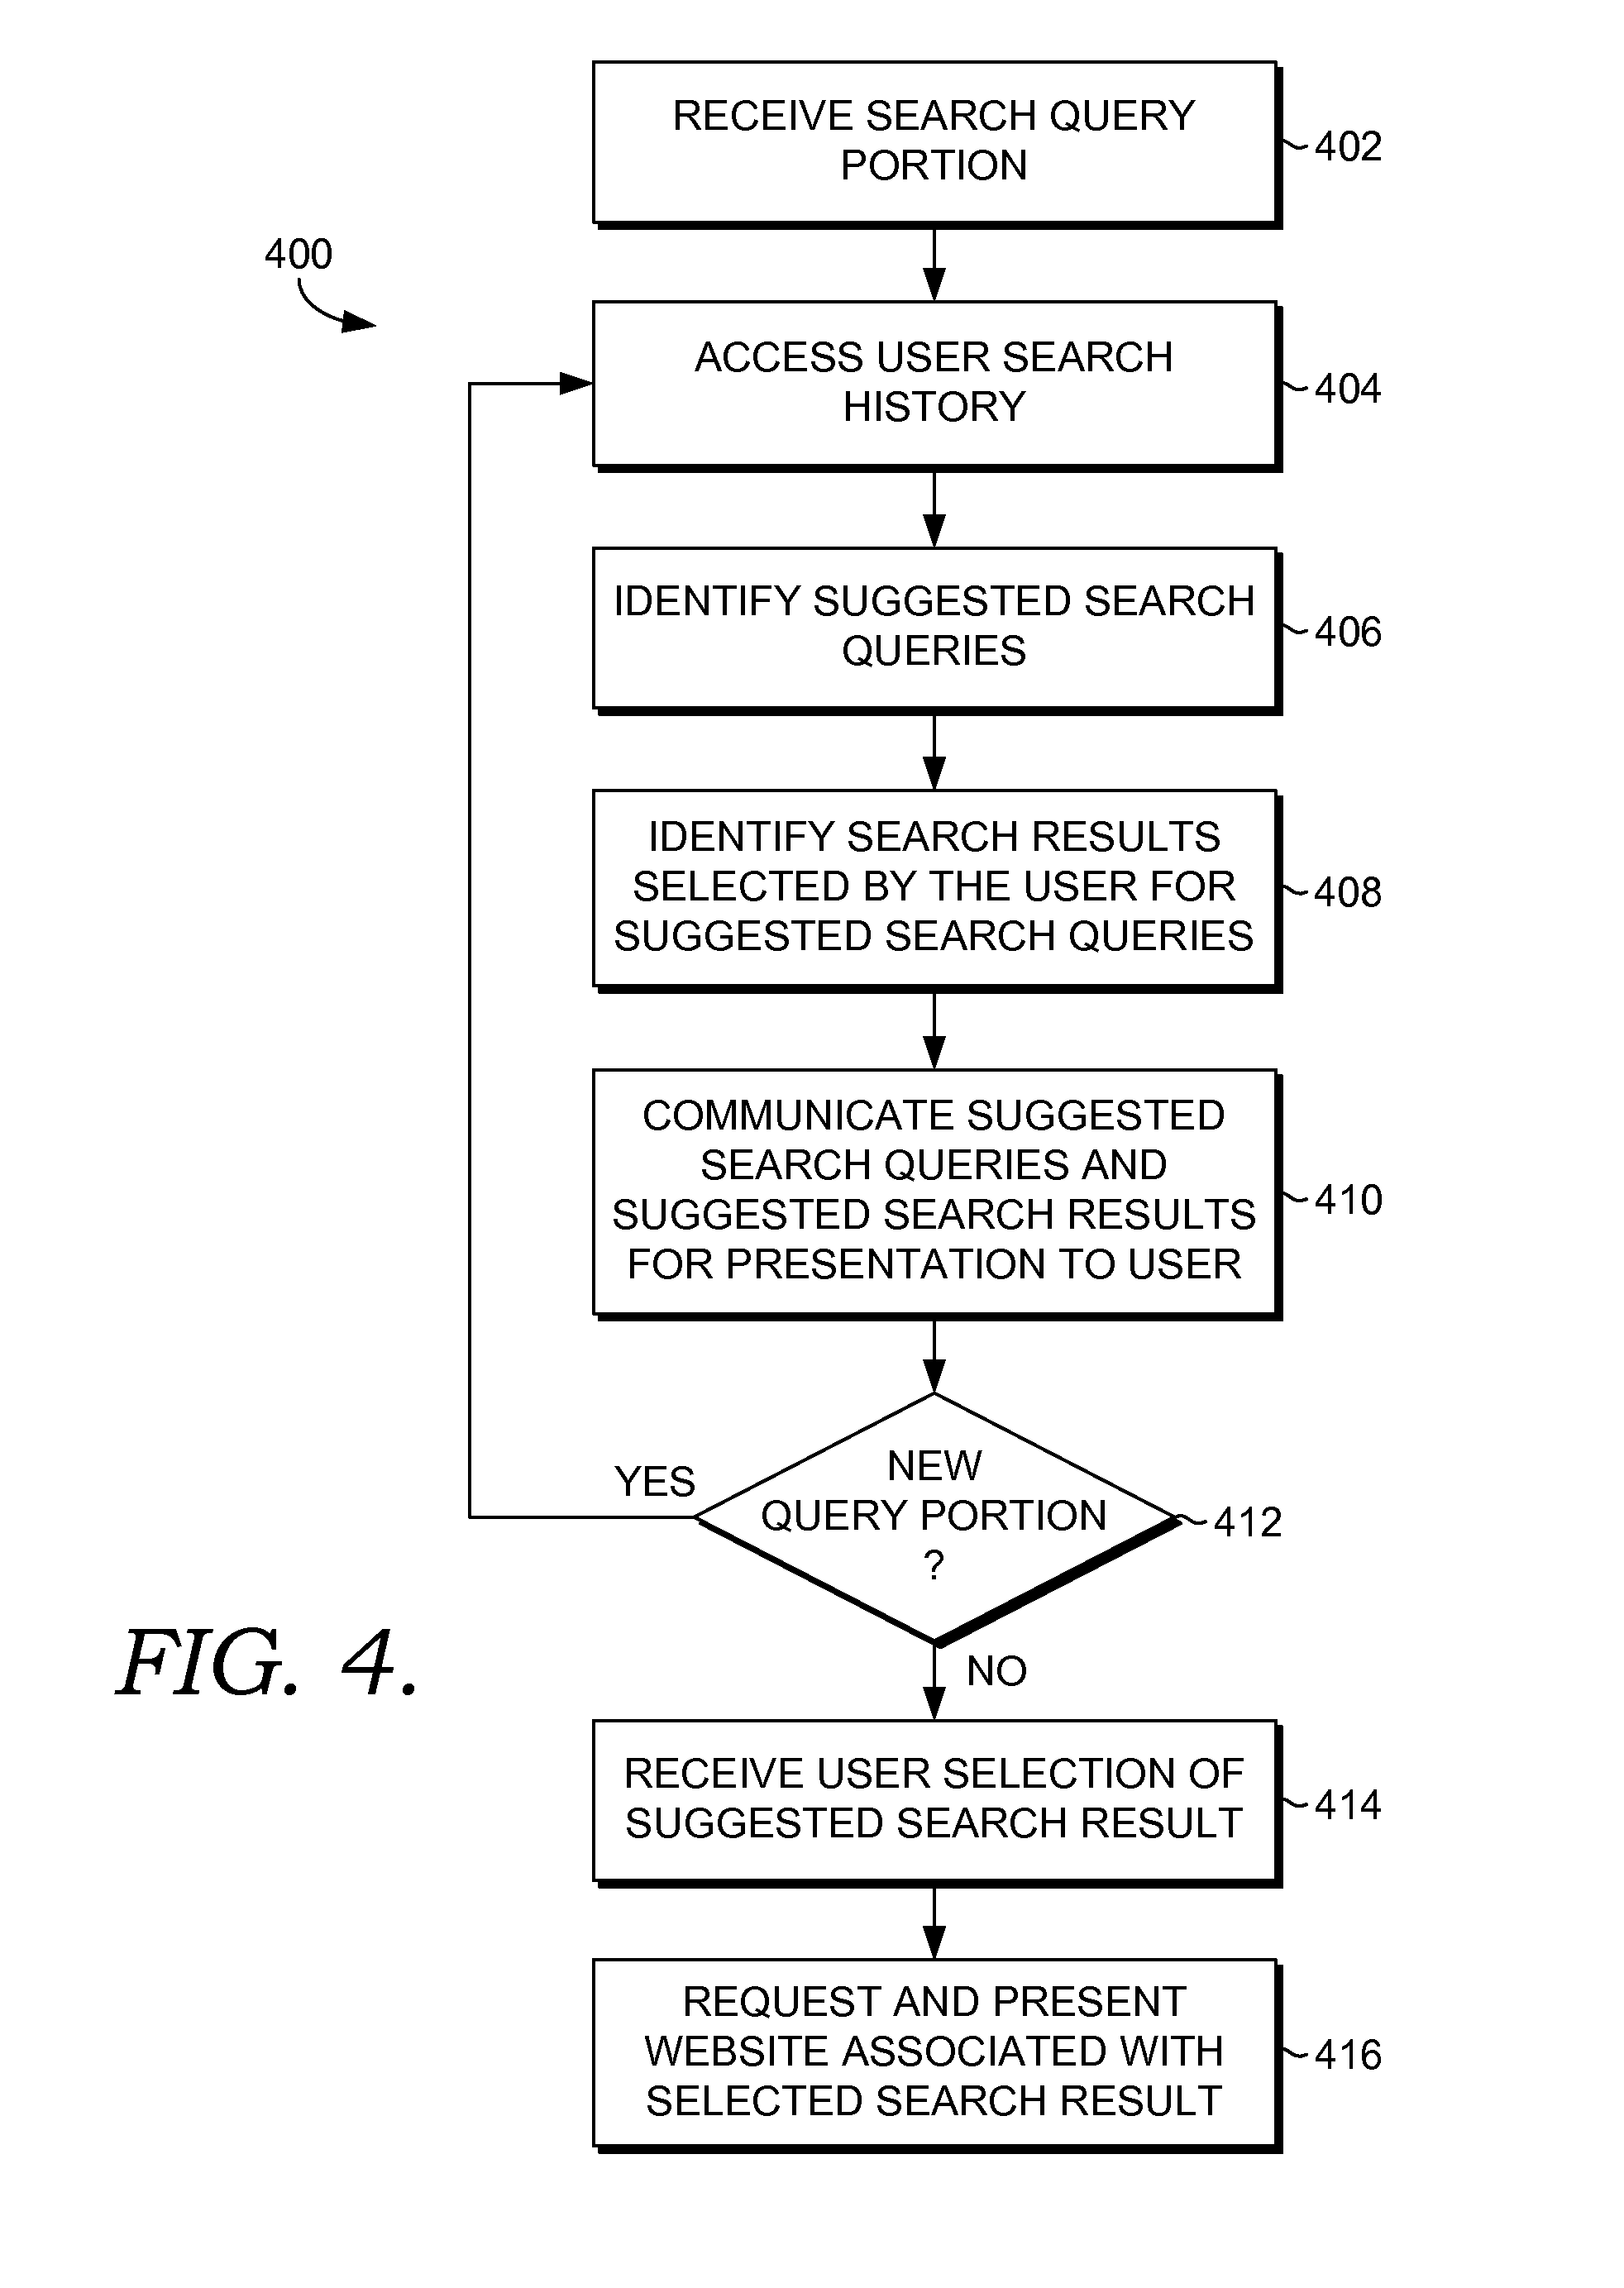 RECEIVE SEARCH QUERY
PORTION
402
400
ACCESS USER SEARCH
HISTORY
404
IDENTIFY SUGGESTED SEARCH
QUERIES
406
IDENTIFY SEARCH RESULTS
SELECTED BY THE USER FOR
SUGGESTED SEARCH QUERIES
408
COMMUNICATE SUGGESTED
SEARCH QUERIES AND
SUGGESTED SEARCH RESULTS
FOR PRESENTATION TO USER
410
YES
NEW
QUERY PORTION
?
412
NO
FIG. 4.
RECEIVE USER SELECTION OF
SUGGESTED SEARCH RESULT
414
REQUEST AND PRESENT
WEBSITE ASSOCIATED WITH
SELECTED SEARCH RESULT
416